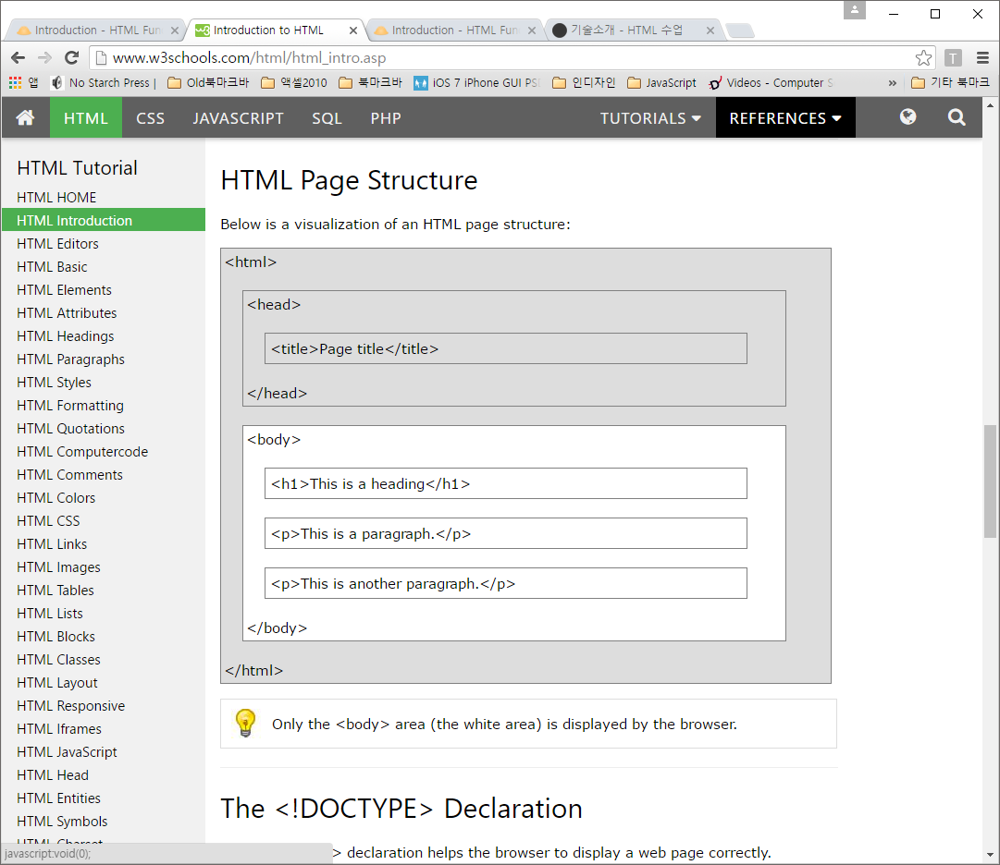 Introduction - HTML Fun
Introduction to HTML
Introduction - HTML Fun
기술소개 - HTML 수업
www.w3schools.com/html/html_intro.asp
T
앱
No Starch Press |
Old북마크바
액셀2010
북마크바
iOS 7 iPhone GUI PS
인디자인
JavaScript
Videos - Computer S
»
기타 북마크
HTML
CSS
JAVASCRIPT
SQL
PHP
TUTORIALS
REFERENCES
HTML Tutorial
HTML HOME
HTML Introduction
HTML Editors
HTML Basic
HTML Elements
HTML Attributes
HTML Headings
HTML Paragraphs
HTML Styles
HTML Formatting
HTML Quotations
HTML Computercode
HTML Comments
HTML Colors
HTML CSS
HTML Links
HTML Images
HTML Tables
HTML Lists
HTML Blocks
HTML Classes
HTML Layout
HTML Responsive
HTML Iframes
HTML JavaScript
HTML Head
HTML Entities
HTML Symbols
HTML Charset
javascript:void(0);
HTML Page Structure
Below is a visualization of an HTML page structure:
<html>
<head>
<title>Page title</title>
</head>
<body>
<h1>This is a heading</h1>
<p>This is a paragraph.</p>
<p>This is another paragraph.</p>
</body>
</html>
Only the <body> area (the white area) is displayed by the browser.
The <!DOCTYPE> Declaration
> declaration helps the browser to display a web page correctly.